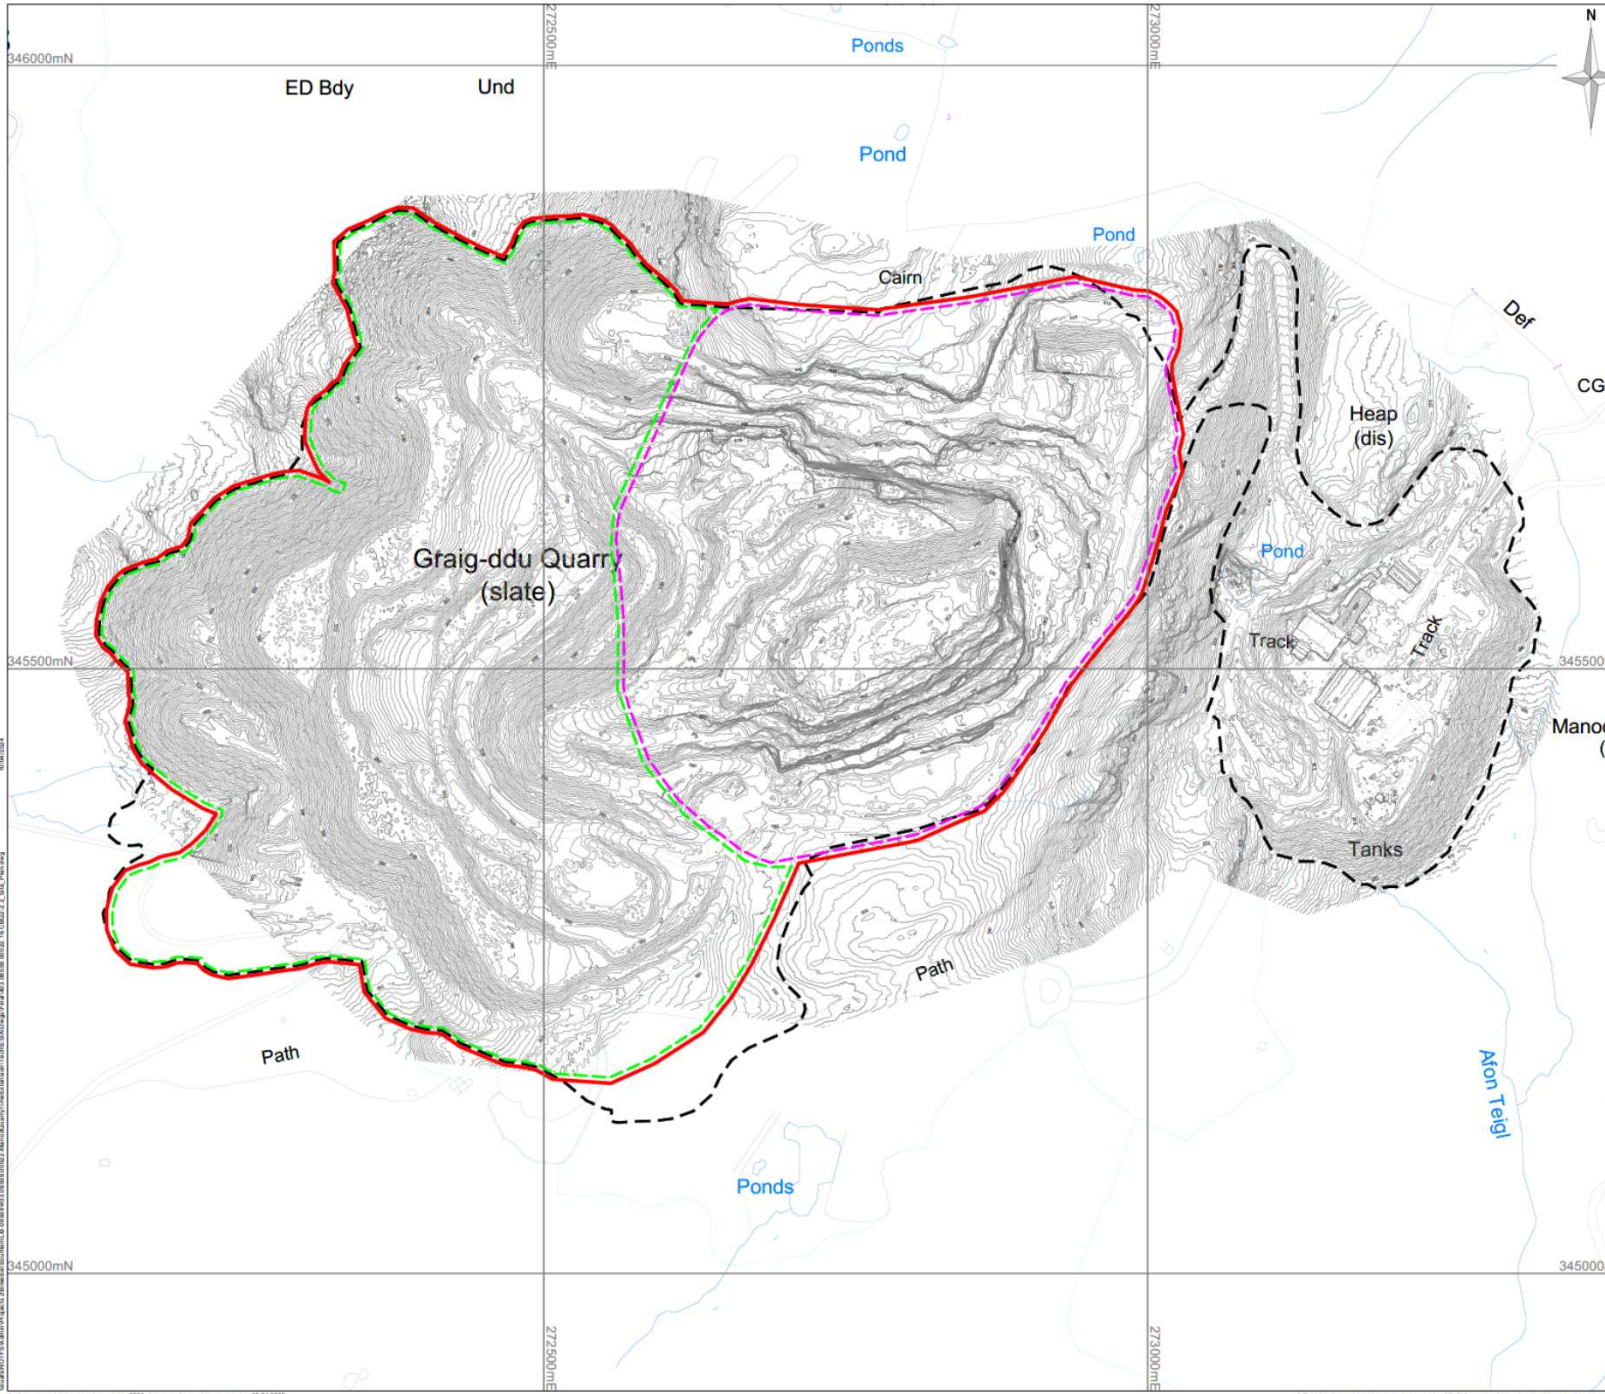 272500mE
273000mE
N
Ponds
346000mN
ED Bdy
Und
Pond
Pond
Cairn
Def
CG
Heap
(dis)
Graig-ddu Quarry
(slate)
Pond
Track
Track
345500mN
345500
Manod
(
Tanks
Path
Path
Afon Teigl
Ponds
345000mN
345000
272500mE
273000mE